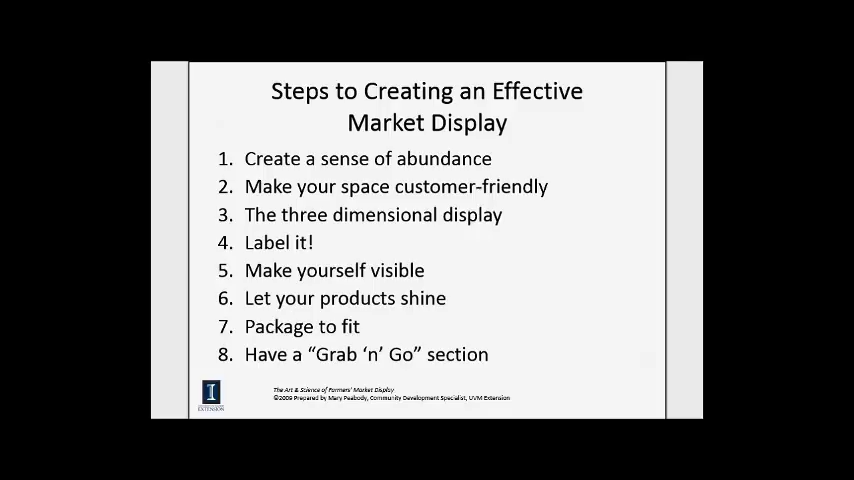 Steps to Creating an Effective
Market Display
1. Create a sense of abundance
2. Make your space customer-friendly
3. The three dimensional display
4. Label it!
5. Make yourself visible
6. Let your products shine
7. Package to fit
8. Have a “Grab ‘n’ Go” section
I
EXTENSION
The Art & Science of Farmers' Market Display
©2009 Prepared by Mary Peabody, Community Development Specialist, UVM Extension